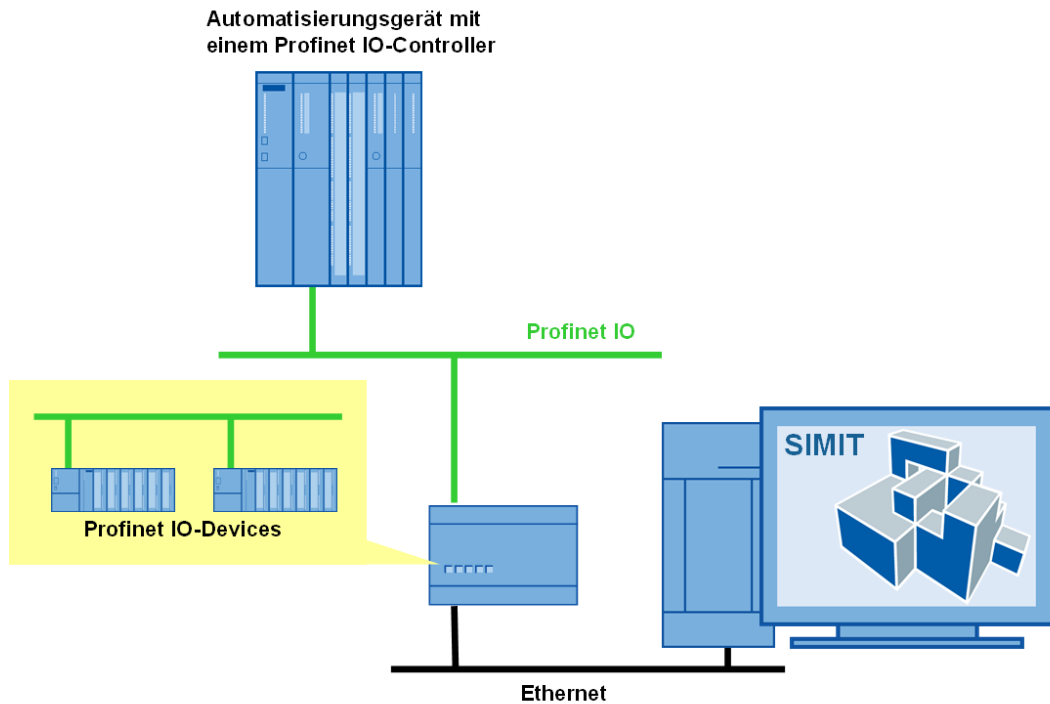 Automatisierungsgerät mit
einem Profinet IO-Controller
Profinet IO
SIMIT
Profinet IO-Devices
Ethernet